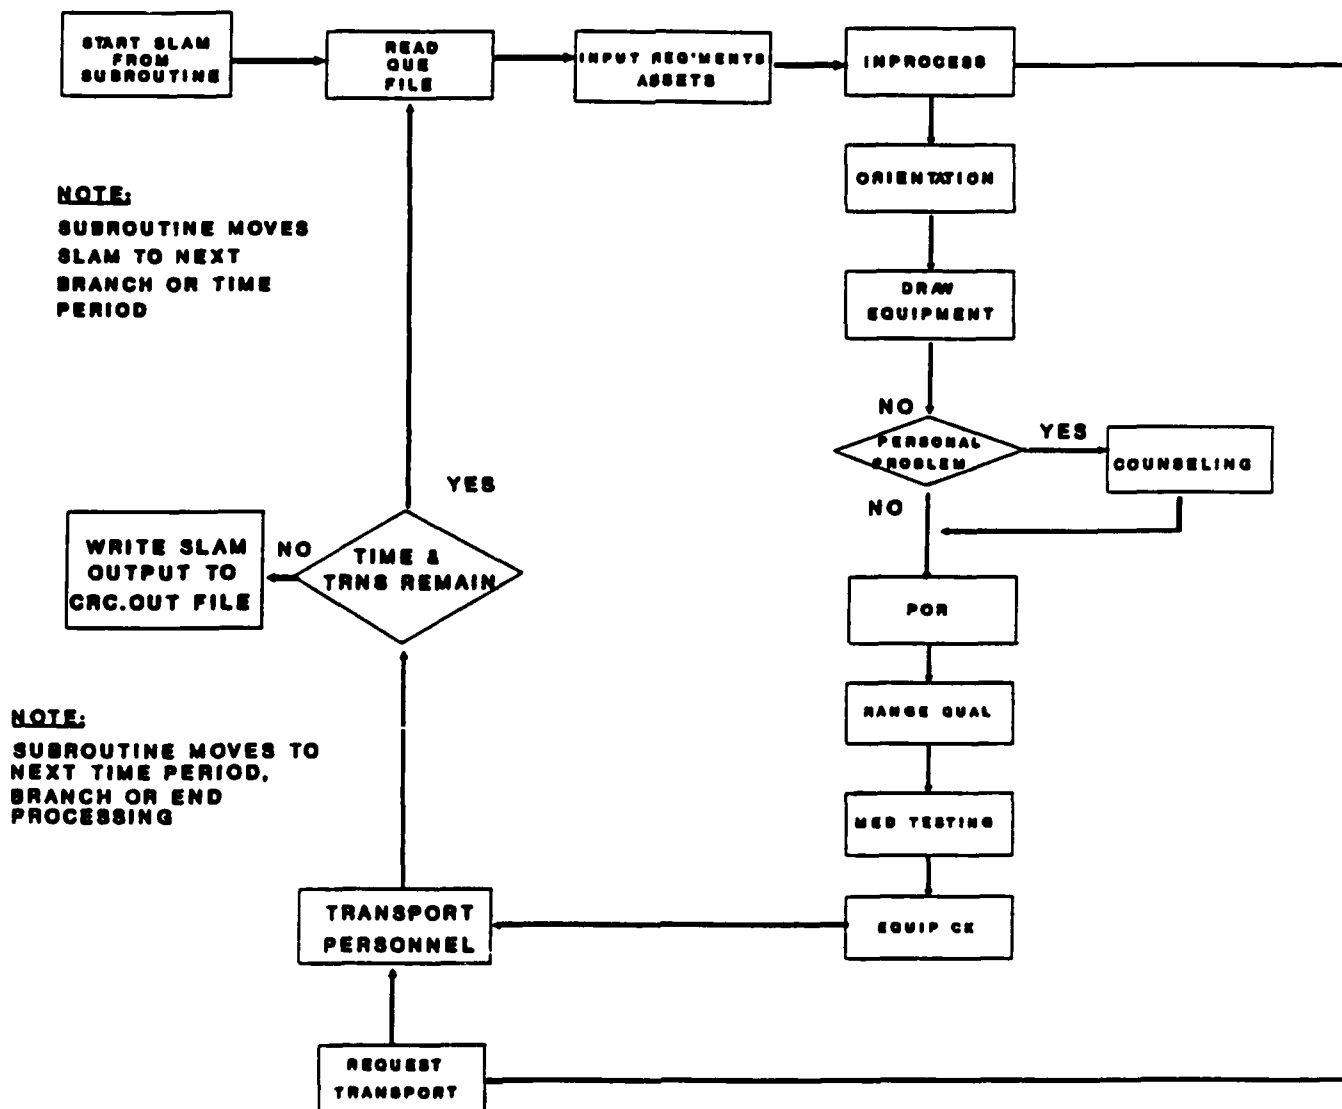 START SLAM
FROM
SUBROUTINE
READ
QUE
FILE
INPUT REQ'MENTS
ASSETS
INPROCESS
ORIENTATION
NOTE:
SUBROUTINE MOVES
SLAM TO NEXT
BRANCH OR TIME
PERIOD
DRAW
EQUIPMENT
NO
PERSONAL
PROBLEM
YES
COUNSELING
NO
YES
WRITE SLAM
OUTPUT TO
CRC.OUT FILE
NO
TIME &
TRNS REMAIN
POR
RANGE QUAL
NOTE:
SUBROUTINE MOVES TO
NEXT TIME PERIOD,
BRANCH OR END
PROCESSING
MED TESTING
TRANSPORT
PERSONNEL
EQUIP CK
REQUEST
TRANSPORT